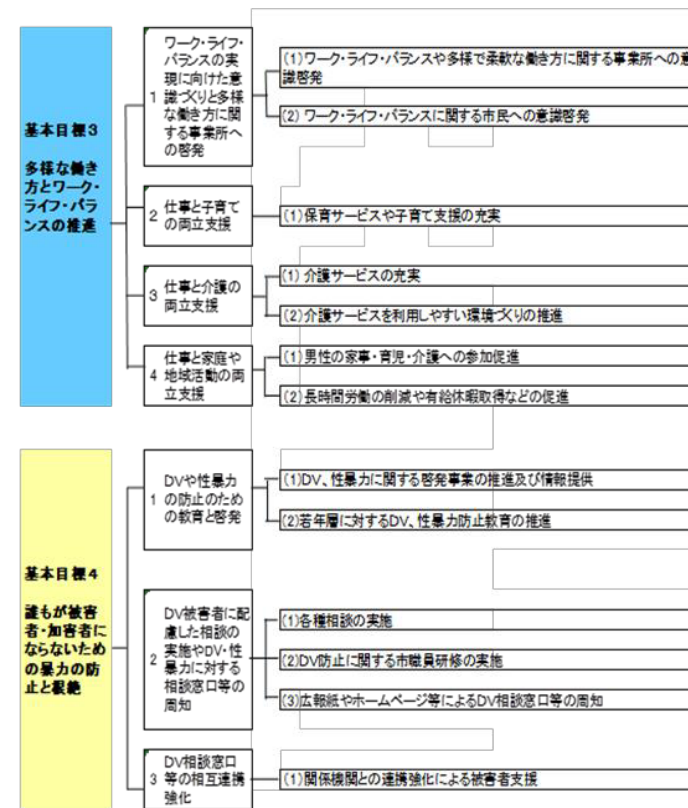 基本目標3
多様な働き
方とワーク・
ライフ・バラ
ンスの推進
1
ワーク・ライフ・
バランスの実
現に向けた意
識づくりと多様
な働き方に関
する事業所へ
の啓発
(1)ワーク・ライフ・バランスや多様で柔軟な働き方に関する事業所への意
識啓発
(2) ワーク・ライフ・バランスに関する市民への意識啓発
2
仕事と子育て
の両立支援
(1)保育サービスや子育て支援の充実
3
仕事と介護の
両立支援
(1) 介護サービスの充実
(2)介護サービスを利用しやすい環境づくりの推進
4
仕事と家庭や
地域活動の両
立支援
(1)男性の家事・育児・介護への参加促進
(2)長時間労働の削減や有給休暇取得などの促進
基本目標4
誰もが被害
者・加害者に
ならないため
の暴力の防
止と根絶
1
DVや性暴力
の防止のため
の教育と啓発
(1)DV、性暴力に関する啓発事業の推進及び情報提供
(2)若年層に対するDV、性暴力防止教育の推進
2
DV被害者に配
慮した相談の
実施やDV・性
暴力に対する
相談窓口等の
周知
(1)各種相談の実施
(2)DV防止に関する市職員研修の実施
(3)広報紙やホームページ等によるDV相談窓口等の周知
3
DV相談窓口
等の相互連携
強化
(1)関係機関との連携強化による被害者支援